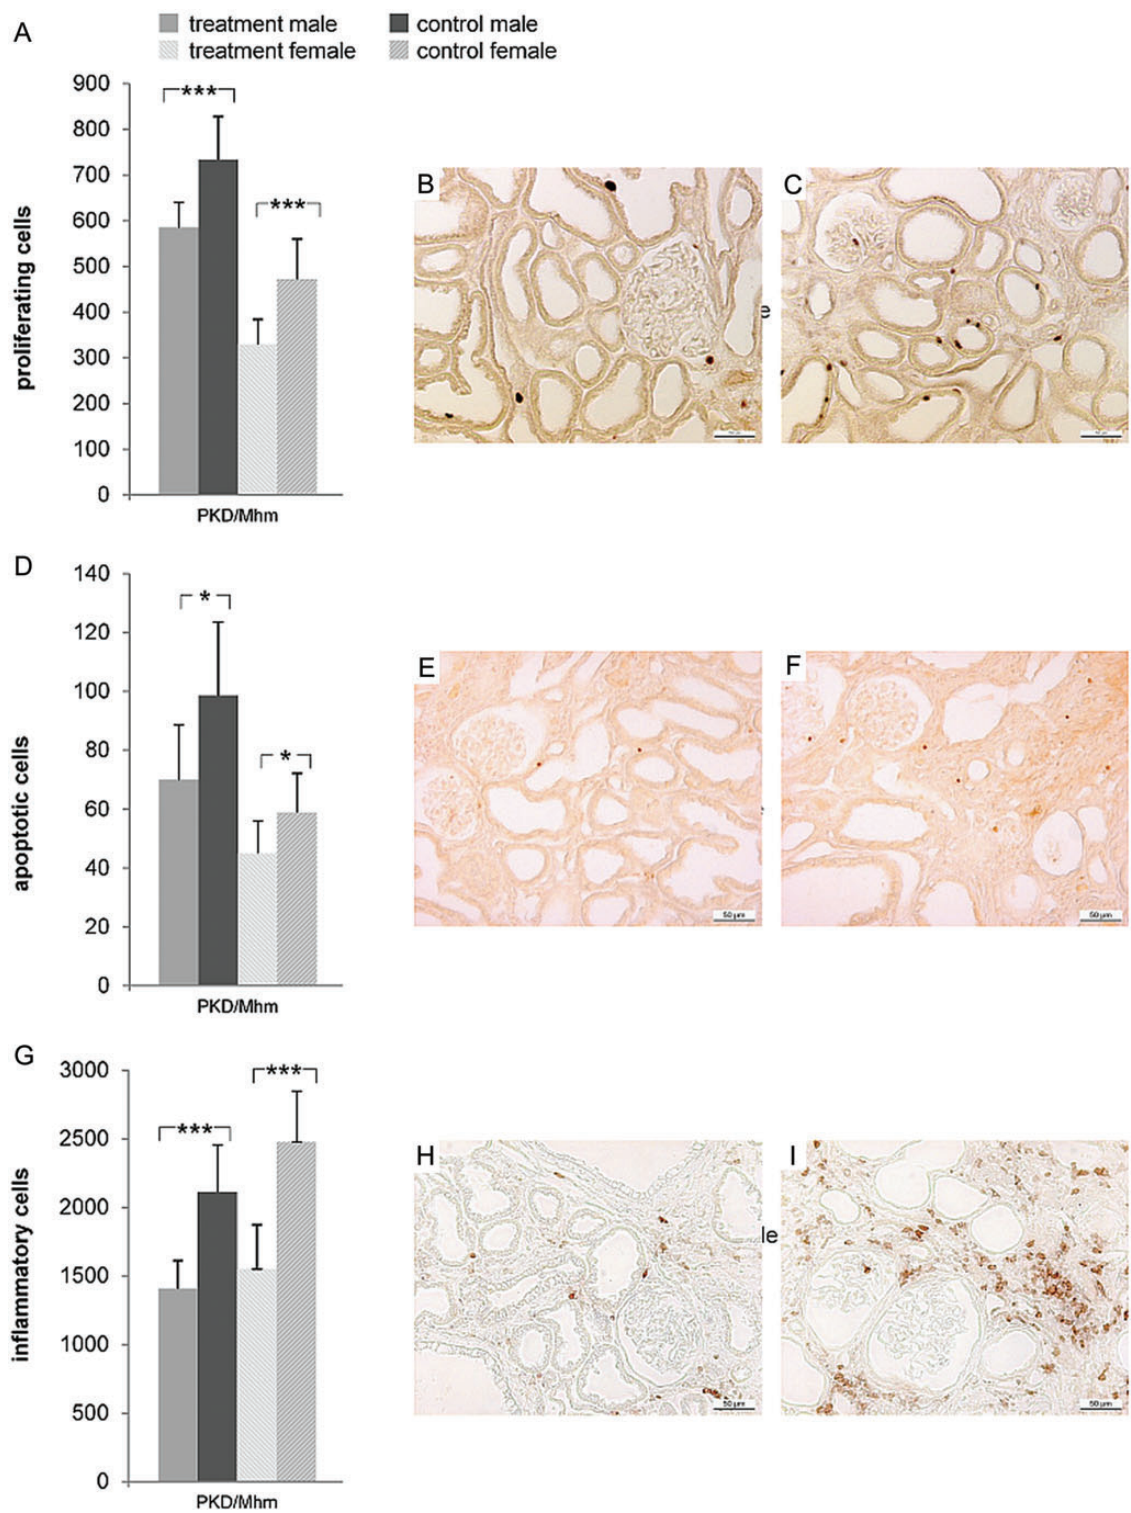 A
treatment male
control male
treatment female
control female
900
***
800
700
600
***
500
400
300
200
100
0
proliferating cells
PKD/Mhm
B
C
e
D
140
*
120
100
80
*
60
40
20
0
apoptotic cells
PKD/Mhm
E
F
50 µm
50 µm
G
3000
***
2500
***
2000
1500
1000
500
0
inflammatory cells
PKD/Mhm
H
I
le
50 µm
50 µm